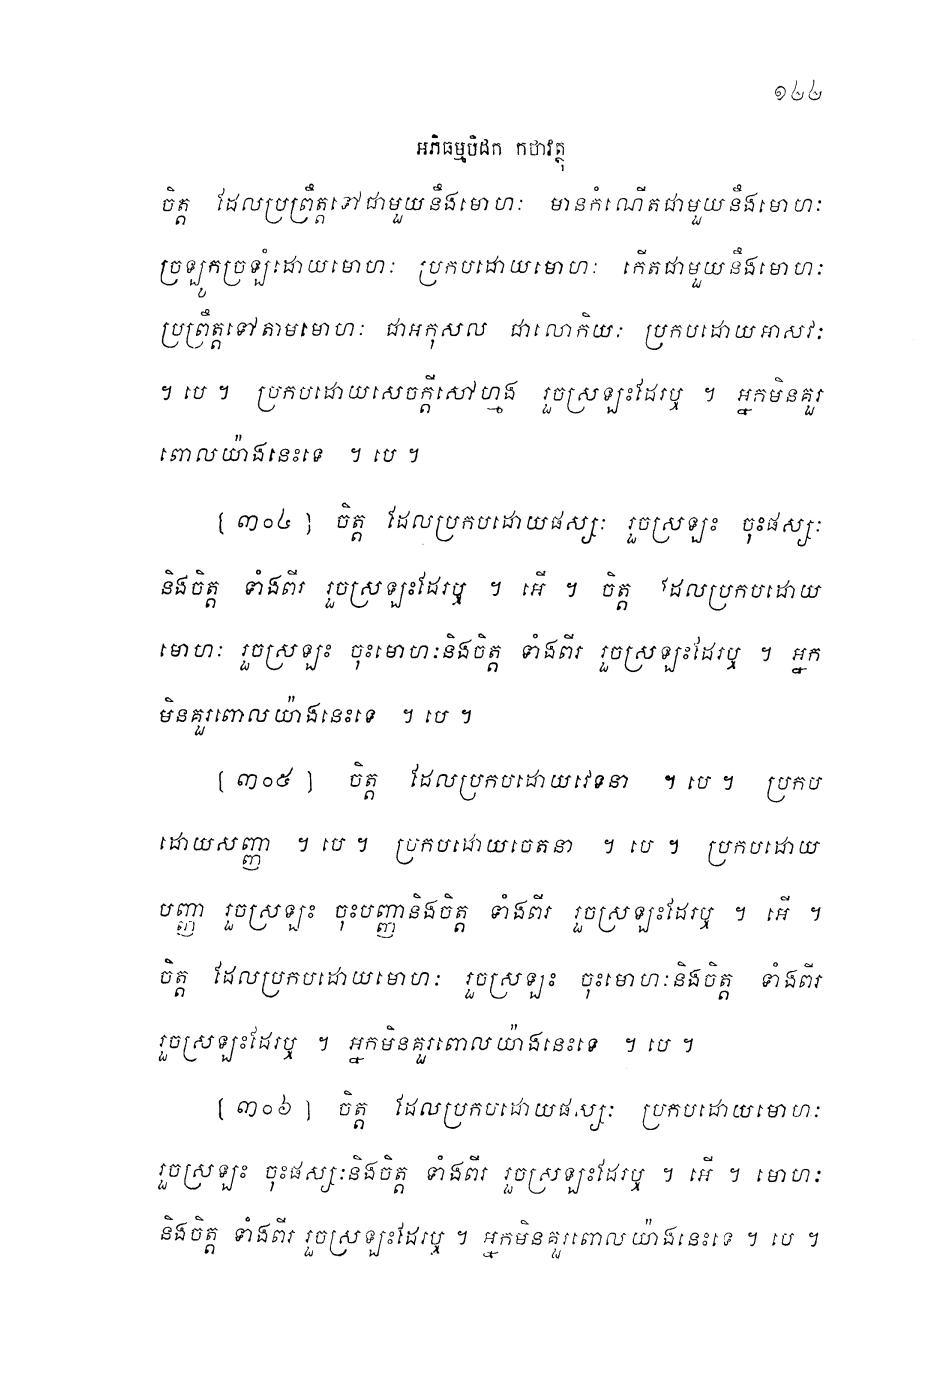 ១៤៤
អភិធម្មបិដក កថាវត្ថុ
ចិត្ត ដែលប្រព្រឹត្តទៅជាមួយនឹងមោហៈ មានកំណើតជាមួយនឹងមោហៈ
ច្រឡូកច្រឡំដោយមោហៈ ប្រកបដោយមោហៈ កើតជាមួយនឹងមោហៈ
ប្រព្រឹត្តទៅតាមមោហៈ ជាអកុសល ជាលោកិយៈ ប្រកបដោយអាសវៈ
។ បេ ។ ប្រកបដោយសេចក្តីសៅហ្មង រួចស្រឡះដែរឬ ។ អ្នកមិនគួរ
ពោលយ៉ាងនេះទេ ។ បេ ។
[ ៣០៤ ] ចិត្ត ដែលប្រកបដោយផស្សៈ រួចស្រឡះ ចុះផស្សៈ
និងចិត្ត ទាំងពីរ រួចស្រឡះដែរឬ ។ អើ ។ ចិត្ត ដែលប្រកបដោយ
មោហៈ រួចស្រឡះ ចុះមោហៈនិងចិត្ត ទាំងពីរ រួចស្រឡះដែរឬ ។ អ្នក
មិនគួរពោលយ៉ាងនេះទេ ។ បេ ។
[ ៣០៥ ] ចិត្ត ដែលប្រកបដោយវេទនា ។ បេ ។ ប្រកប
ដោយសញ្ញា ។ បេ ។ ប្រកបដោយចេតនា ។ បេ ។ ប្រកបដោយ
បញ្ញា រួចស្រឡះ ចុះបញ្ញានិងចិត្ត ទាំងពីរ រួចស្រឡះដែរឬ ។ អើ ។
ចិត្ត ដែលប្រកបដោយមោហៈ រួចស្រឡះ ចុះមោហៈនិងចិត្ត ទាំងពីរ
រួចស្រឡះដែរឬ ។ អ្នកមិនគួរពោលយ៉ាងនេះទេ ។ បេ ។
[ ៣០៦ ] ចិត្ត ដែលប្រកបដោយផស្សៈ ប្រកបដោយមោហៈ
រួចស្រឡះ ចុះផស្សៈនិងចិត្ត ទាំងពីរ រួចស្រឡះដែរឬ ។ អើ ។ មោហៈ
និងចិត្ត ទាំងពីរ រួចស្រឡះដែរឬ ។ អ្នកមិនគួរពោលយ៉ាងនេះទេ ។ បេ ។